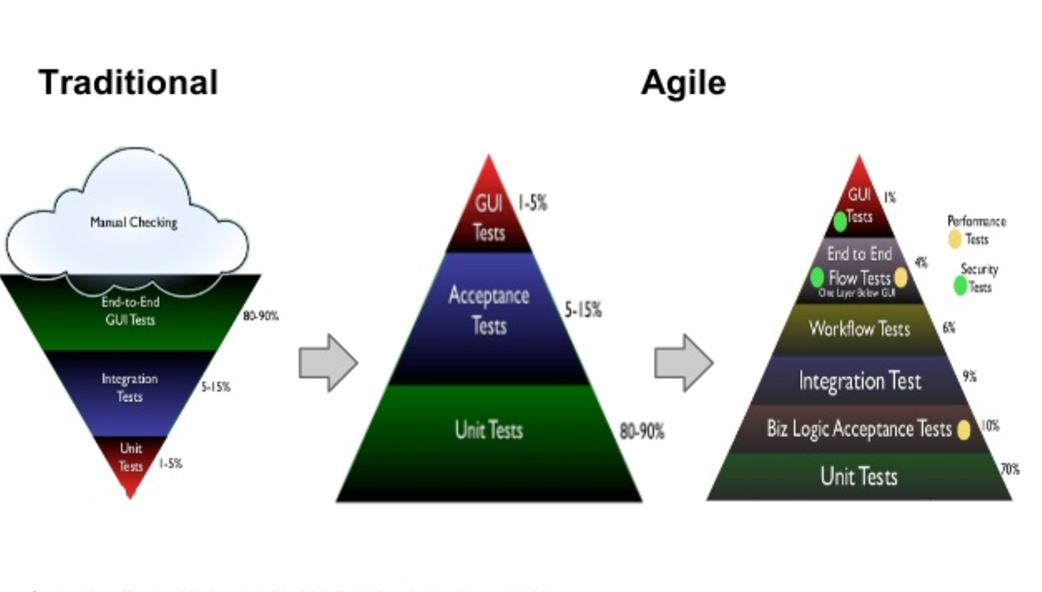 Traditional
Agile
Manual Checking
End-to-End
GUI Tests
80-90%
Integration
Tests
5-15%
Unit
Tests
1-5%
GUI
Tests
1-5%
Acceptance
Tests
5-15%
Unit Tests
80-90%
GUI
Tests
1%
End to End
Flow Tests
One Layer Below GUI
4%
Workflow Tests
6%
Integration Test
9%
Biz Logic Acceptance Tests
10%
Unit Tests
70%
Performance
Tests
Security
Tests